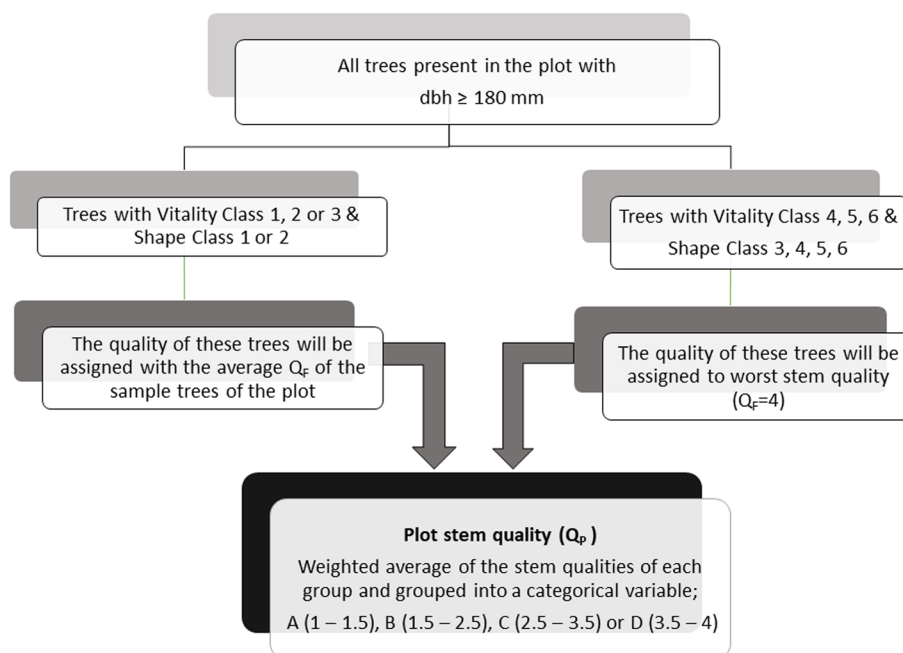 All trees present in the plot with
dbh ≥ 180 mm
Trees with Vitality Class 1, 2 or 3 &
Shape Class 1 or 2
Trees with Vitality Class 4, 5, 6 &
Shape Class 3, 4, 5, 6
The quality of these trees will be
assigned with the average QF of the
sample trees of the plot
The quality of these trees will be
assigned to worst stem quality
(QF=4)
Plot stem quality (QP )
Weighted average of the stem qualities of each
group and grouped into a categorical variable;
A (1 – 1.5), B (1.5 – 2.5), C (2.5 – 3.5) or D (3.5 – 4)